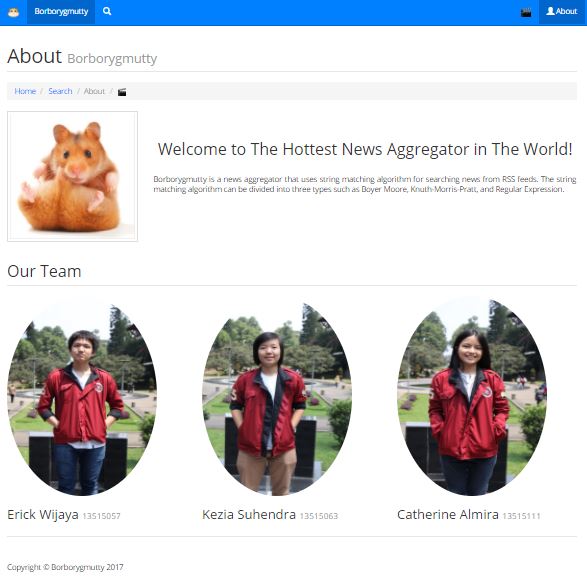 Borborygmutty About
About Borborygmutty
Home / Search / About /
Welcome to The Hottest News Aggregator in The World!
Borborygmutty is a news aggregator that uses string matching algorithm for searching news from RSS feeds. The string
matching algorithm can be divided into three types such as Boyer Moore, Knuth-Morris-Pratt, and Regular Expression.
Our Team
Erick Wijaya 13515057 Kezia Suhendra 13515063 Catherine Almira 13515111
Copyright © Borborygmutty 2017